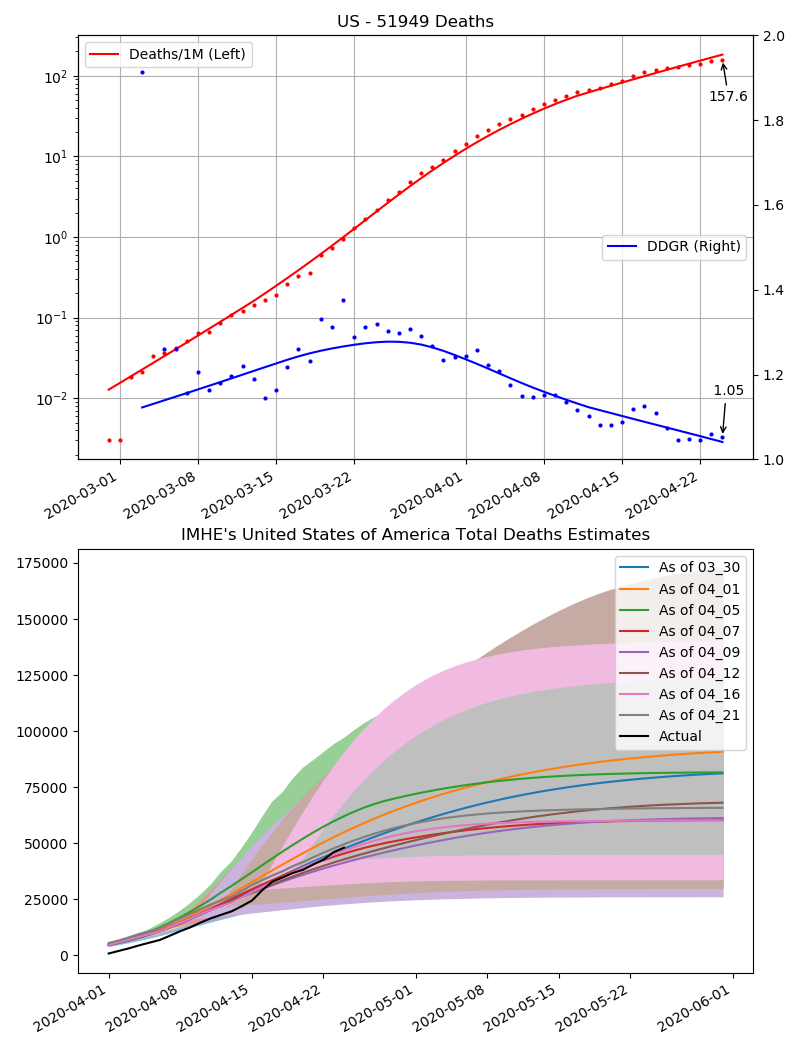 US - 51949 Deaths
Deaths/1M (Left)
DDGR (Right)
157.6
1.05
10²
10¹
10⁰
10⁻¹
10⁻²
2.0
1.8
1.6
1.4
1.2
1.0
2020-03-01
2020-03-08
2020-03-15
2020-03-22
2020-04-01
2020-04-08
2020-04-15
2020-04-22
IMHE's United States of America Total Deaths Estimates
175000
150000
125000
100000
75000
50000
25000
0
As of 03_30
As of 04_01
As of 04_05
As of 04_07
As of 04_09
As of 04_12
As of 04_16
As of 04_21
Actual
2020-04-01
2020-04-08
2020-04-15
2020-04-22
2020-05-01
2020-05-08
2020-05-15
2020-05-22
2020-06-01